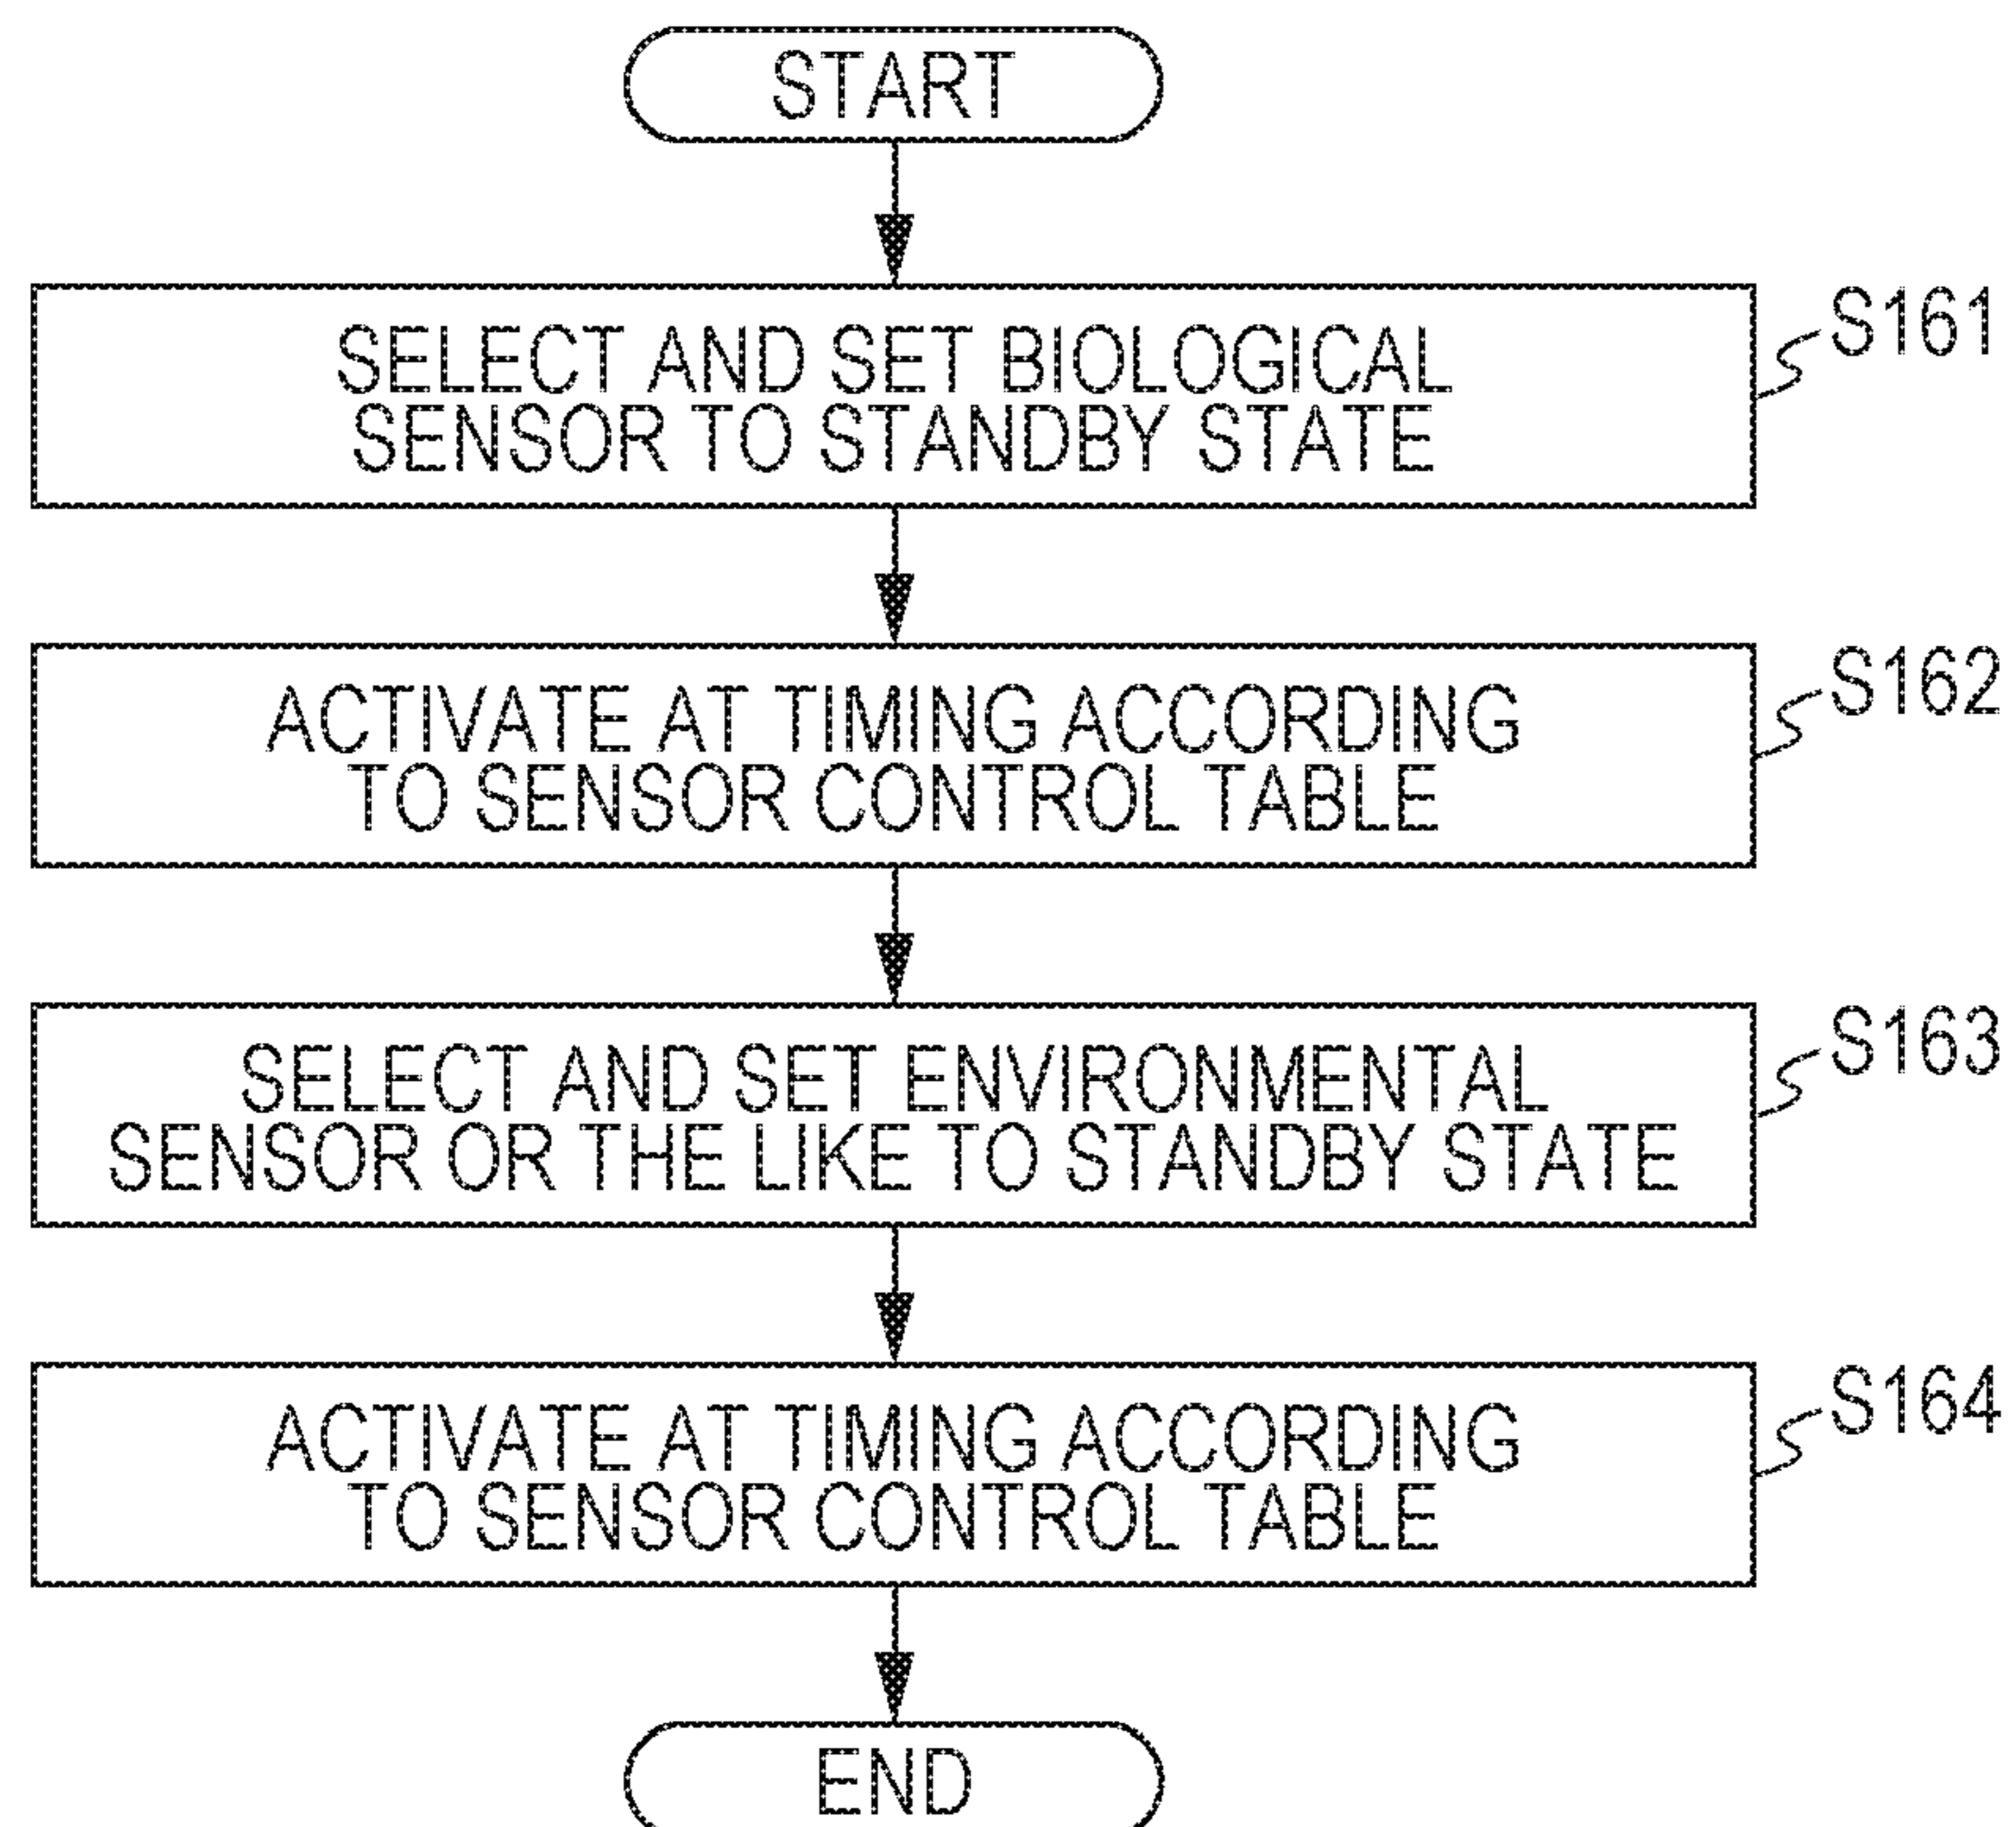 START
SELECT AND SET BIOLOGICAL
SENSOR TO STANDBY STATE
S161
ACTIVATE AT TIMING ACCORDING
TO SENSOR CONTROL TABLE
S162
SELECT AND SET ENVIRONMENTAL
SENSOR OR THE LIKE TO STANDBY STATE
S163
ACTIVATE AT TIMING ACCORDING
TO SENSOR CONTROL TABLE
S164
END